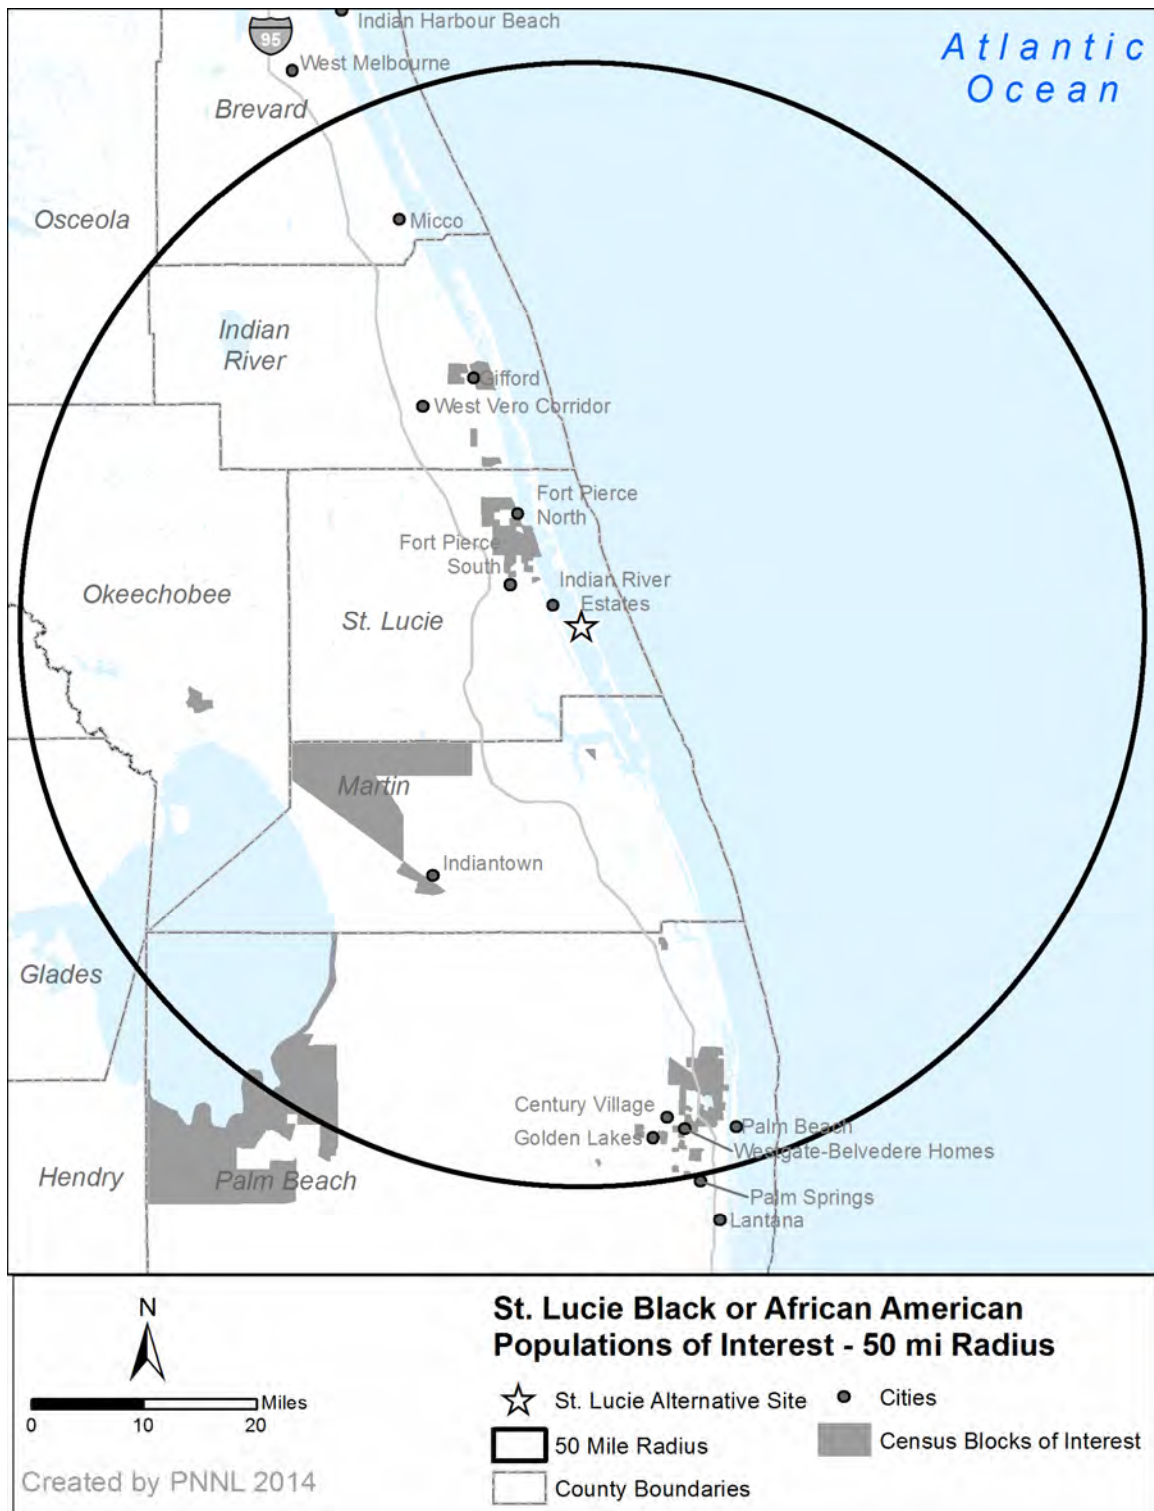 Indian Harbour Beach
95
West Melbourne
Atlantic
Ocean
Brevard
Osceola
Micco
Indian
River
Gifford
West Vero Corridor
Fort Pierce
North
Fort Pierce
South
Indian River
Estates
Okeechobee
St. Lucie
Martin
Indiantown
Glades
Century Village
Palm Beach
Golden Lakes
Westgate-Belvedere Homes
Hendry
Palm Beach
Palm Springs
Lantana
N
Miles
0 10 20
Created by PNNL 2014
St. Lucie Black or African American
Populations of Interest - 50 mi Radius
St. Lucie Alternative Site
Cities
50 Mile Radius
Census Blocks of Interest
County Boundaries